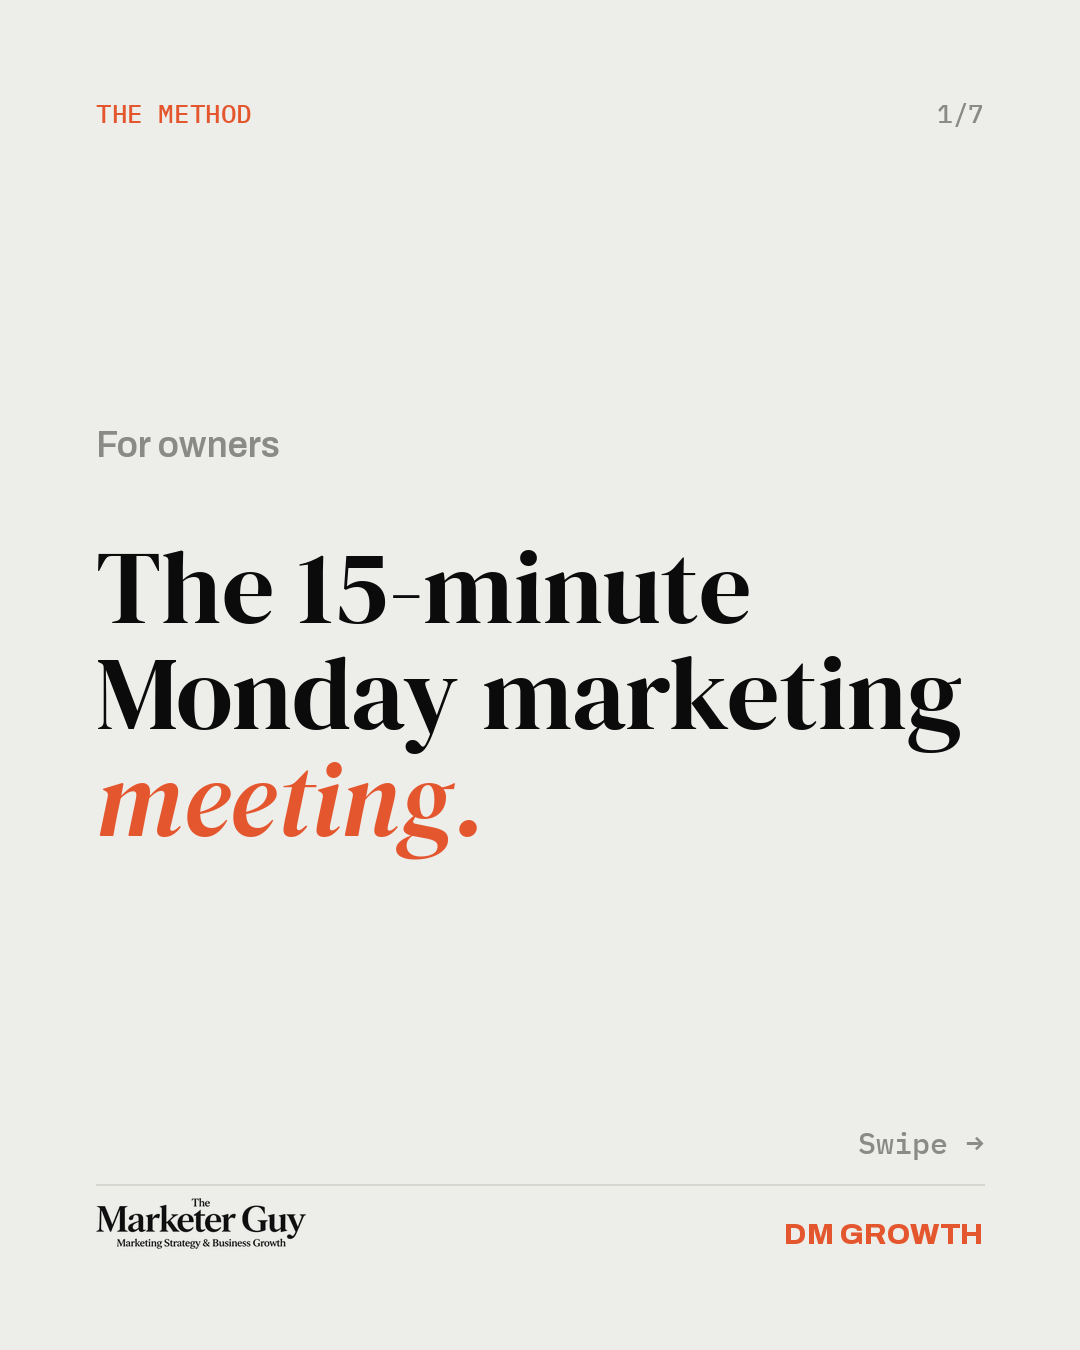 THE METHOD
1/7
For owners
The 15-minute
Monday marketing
meeting.
Swipe →
The
Marketer Guy
Marketing Strategy & Business Growth
DM GROWTH